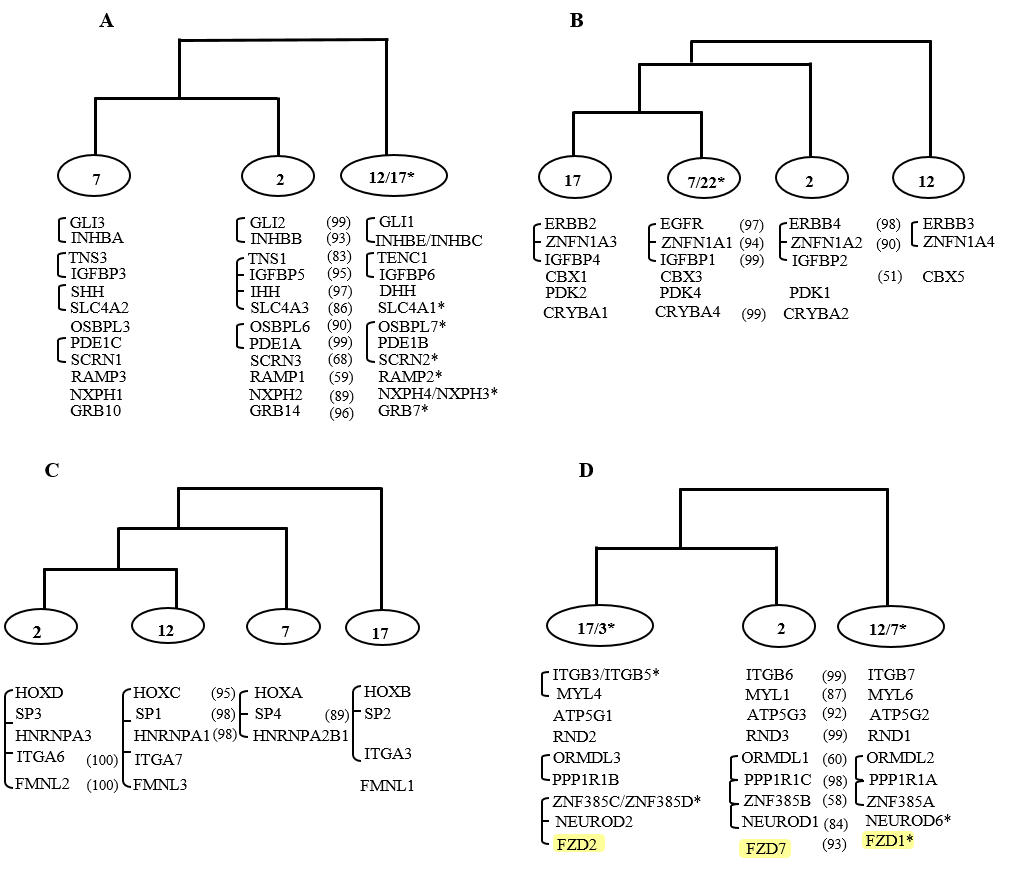 A
7 2 12/17*
GLI3 GLI2 (99) GLI1
INHBA INHBB (93) INHBE/INHBC
TNS3 TNS1 (83) TENC1
IGFBP3 IGFBP5 (95) IGFBP6
SHH IHH (97) DHH
SLC4A2 SLC4A3 (86) SLC4A1*
OSBPL3 OSBPL6 (90) OSBPL7*
PDE1C PDE1A (99) PDE1B
SCRN1 SCRN3 (68) SCRN2*
RAMP3 RAMP1 (59) RAMP2*
NXPH1 NXPH2 (89) NXPH4/NXPH3*
GRB10 GRB14 (96) GRB7*
B
17 7/22* 2 12
ERBB2 EGFR (97) ERBB4 (98) ERBB3
ZNFN1A3 ZNFN1A1 (94) ZNFN1A2 (90) ZNFN1A4
IGFBP4 IGFBP1 (99) IGFBP2
CBX1 CBX3 (51) CBX5
PDK2 PDK4 PDK1
CRYBA1 CRYBA4 (99) CRYBA2
C
2 12 7 17
HOXD HOXC (95) HOXA HOXB
SP3 SP1 (98) SP4 (89) SP2
HNRNPA3 HNRNPA1 (98) HNRNPA2B1
ITGA6 (100) ITGA7 ITGA3
FMNL2 (100) FMNL3 FMNL1
D
17/3* 2 12/7*
ITGB3/ITGB5* ITGB6 (99) ITGB7
MYL4 MYL1 (87) MYL6
ATP5G1 ATP5G3 (92) ATP5G2
RND2 RND3 (99) RND1
ORMDL3 ORMDL1 (60) ORMDL2
PPP1R1B PPP1R1C (98) PPP1R1A
ZNF385C/ZNF385D* ZNF385B (58) ZNF385A
NEUROD2 NEUROD1 (84) NEUROD6*
FZD2 FZD7 (93) FZD1*